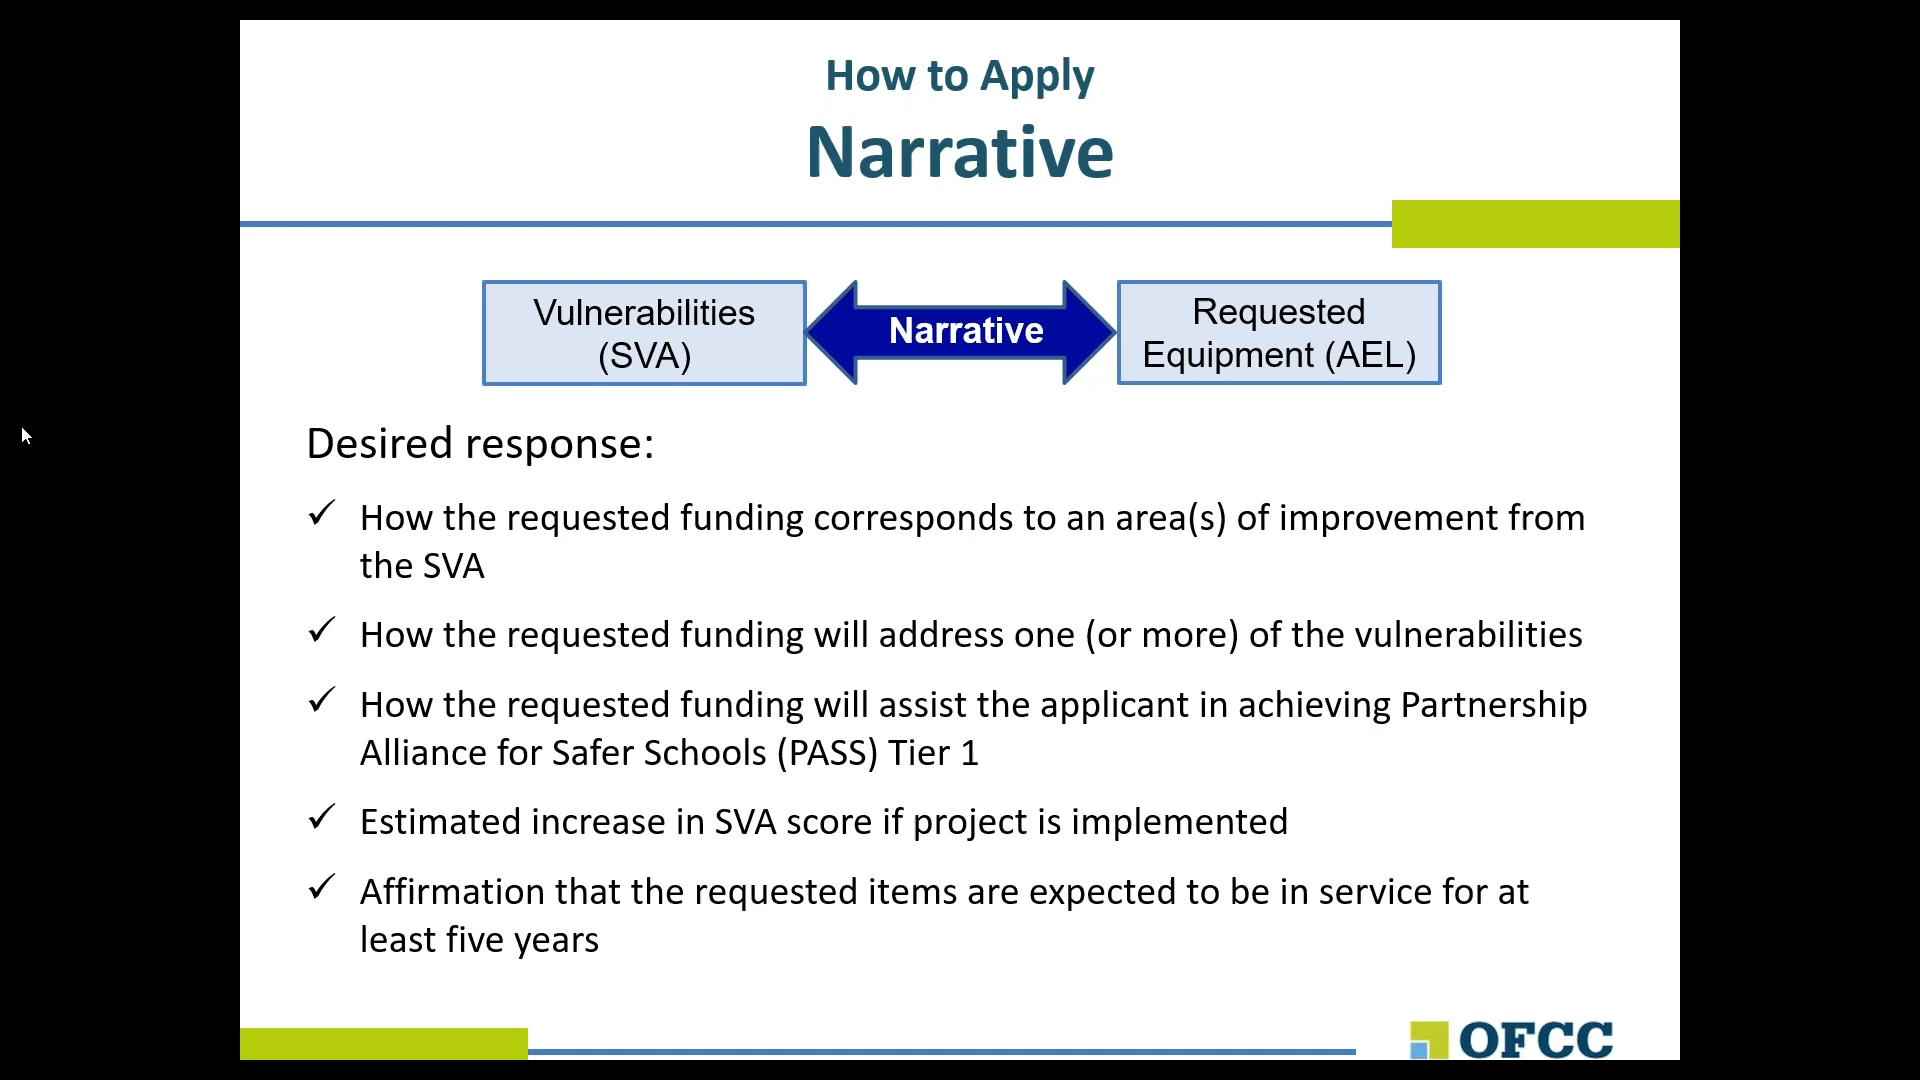 How to Apply
Narrative
Vulnerabilities
(SVA)
Narrative
Requested
Equipment (AEL)
Desired response:
✓ How the requested funding corresponds to an area(s) of improvement from
the SVA
✓ How the requested funding will address one (or more) of the vulnerabilities
✓ How the requested funding will assist the applicant in achieving Partnership
Alliance for Safer Schools (PASS) Tier 1
✓ Estimated increase in SVA score if project is implemented
✓ Affirmation that the requested items are expected to be in service for at
least five years
OFCC